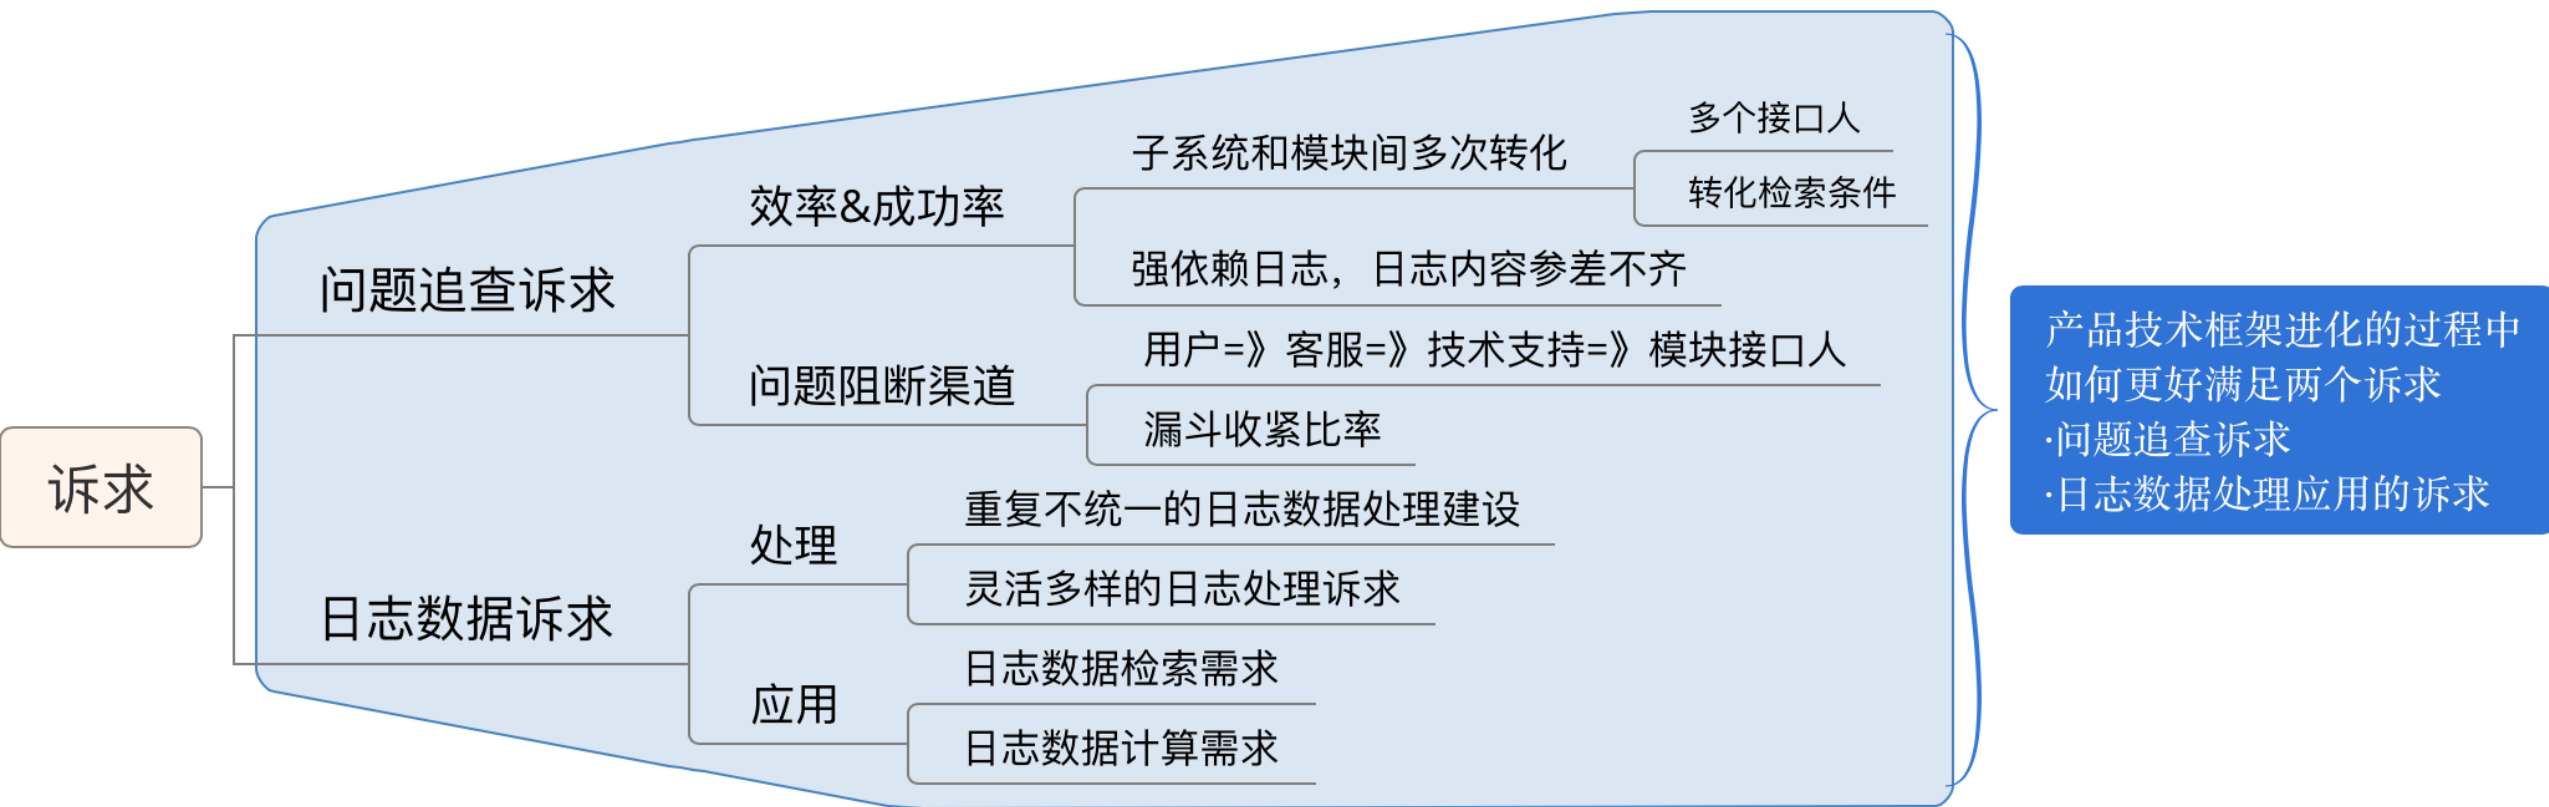 诉求
问题追查诉求
效率&成功率
子系统和模块间多次转化
多个接口人
转化检索条件
强依赖日志，日志内容参差不齐
问题阻断渠道
用户=》客服=》技术支持=》模块接口人
漏斗收紧比率
日志数据诉求
处理
重复不统一的日志数据处理建设
灵活多样的日志处理诉求
应用
日志数据检索需求
日志数据计算需求
产品技术框架进化的过程中
如何更好满足两个诉求
·问题追查诉求
·日志数据处理应用的诉求